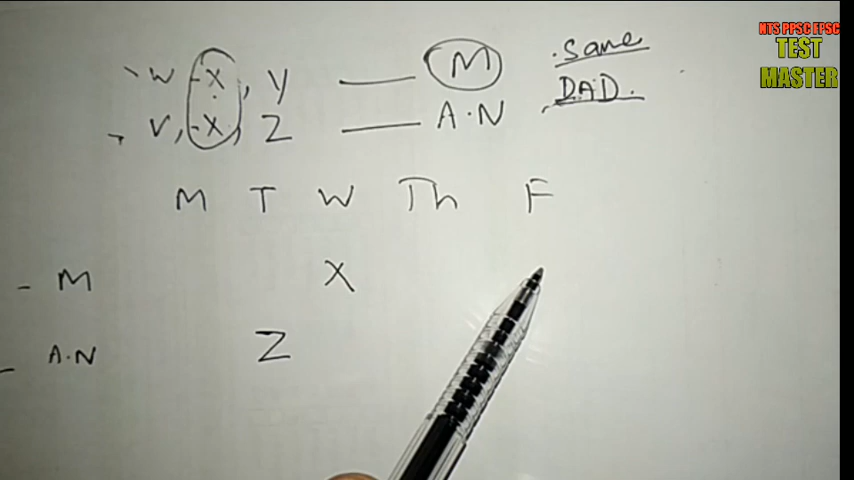 W - X, Y — M .same
V, - X, Z — A.N , DAD.
M T W Th F
- M X
- A.N Z
NTS PPSC FPSC
TEST
MASTER